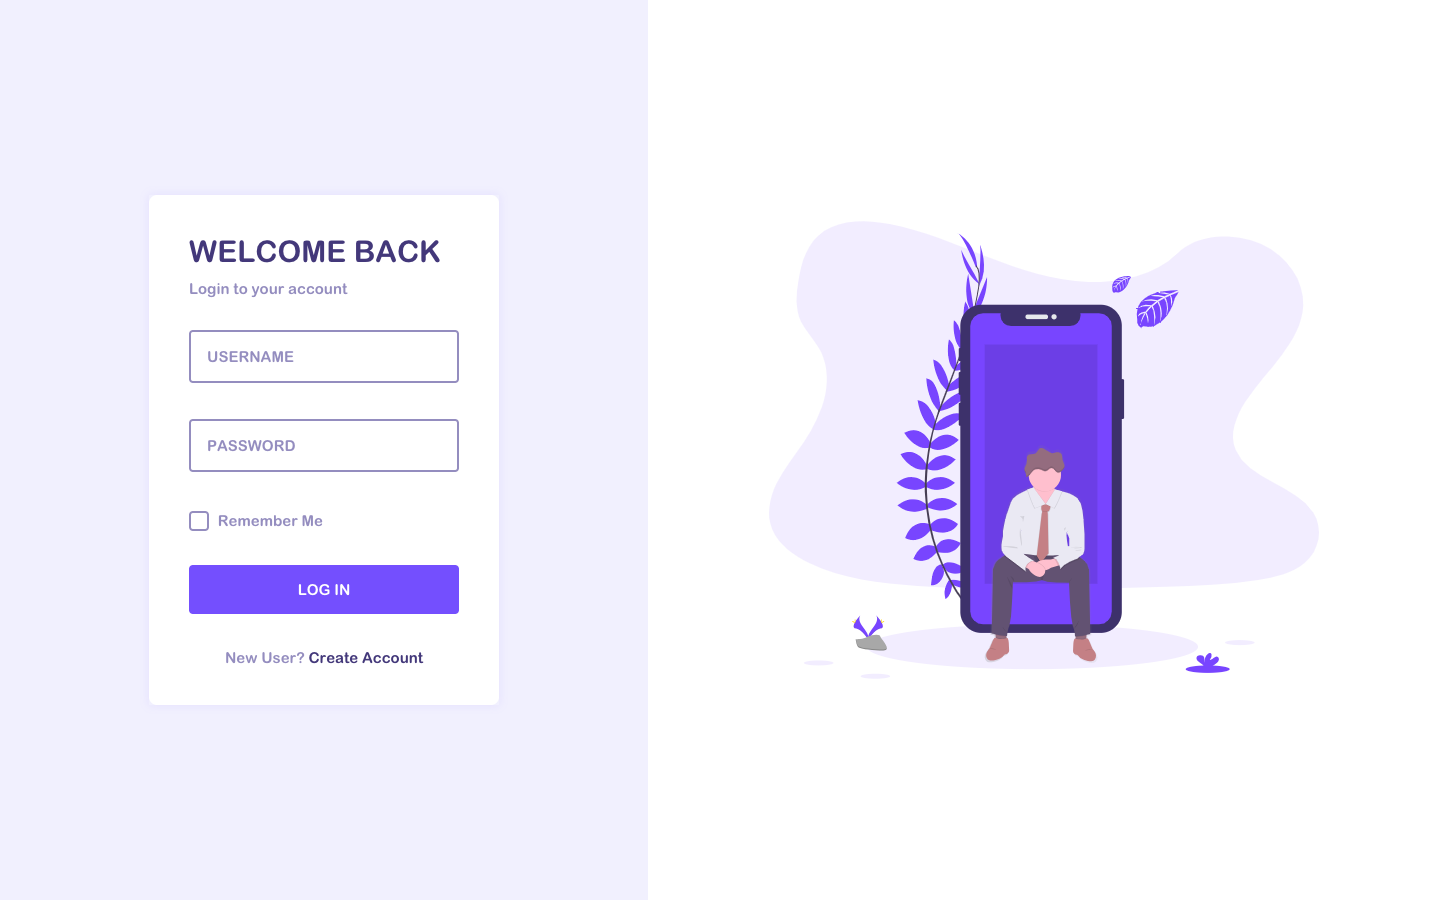 WELCOME BACK
Login to your account
USERNAME
PASSWORD
Remember Me
LOG IN
New User? Create Account